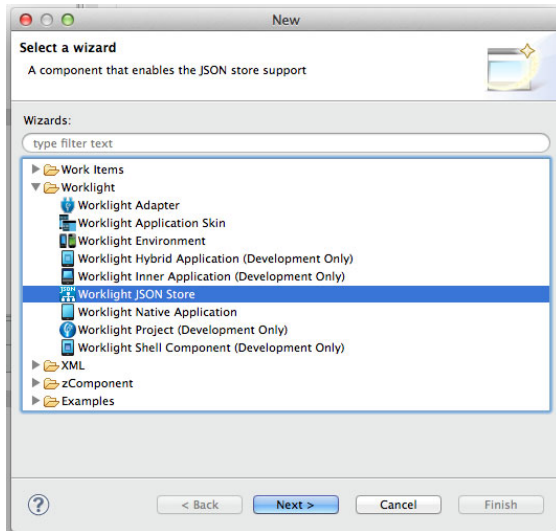 New
Select a wizard
A component that enables the JSON store support
Wizards:
type filter text
Work Items
Worklight
Worklight Adapter
Worklight Application Skin
Worklight Environment
Worklight Hybrid Application (Development Only)
Worklight Inner Application (Development Only)
JSON
Worklight JSON Store
Worklight Native Application
Worklight Project (Development Only)
Worklight Shell Component (Development Only)
XML
zComponent
Examples
? < Back Next > Cancel Finish